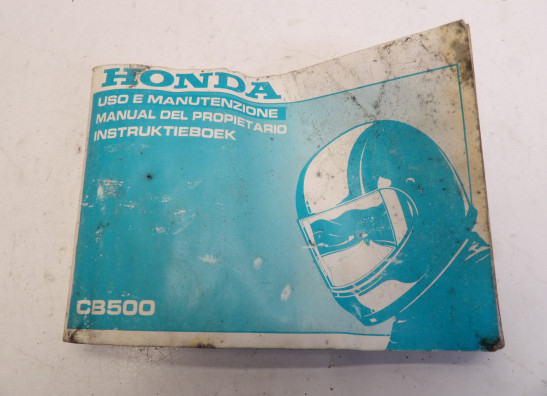 HONDA
USO E MANUTENZIONE
MANUAL DEL PROPIETARIO
INSTRUKTIEBOEK
CB500